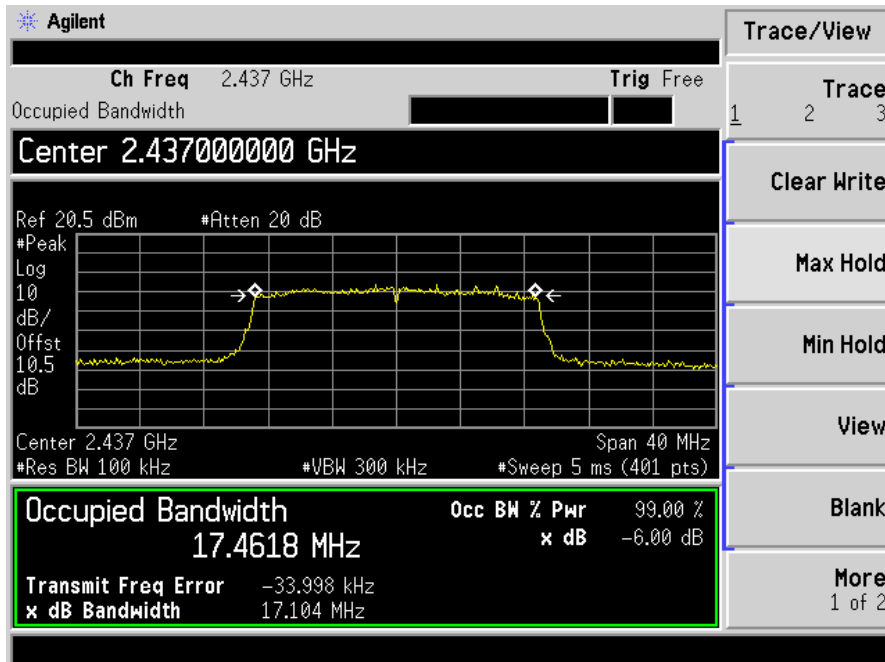 Agilent
Trace/View
Ch Freq 2.437 GHz Trig Free
Occupied Bandwidth
Trace
1 2 3
Center 2.437000000 GHz
Clear Write
Ref 20.5 dBm #Atten 20 dB
#Peak
Log
10
dB/
Offst
10.5
dB
Max Hold
Min Hold
View
Center 2.437 GHz Span 40 MHz
#Res BW 100 kHz #VBW 300 kHz #Sweep 5 ms (401 pts)
Occupied Bandwidth
17.4618 MHz
Occ BW % Pwr 99.00 %
x dB -6.00 dB
Blank
Transmit Freq Error -33.998 kHz
x dB Bandwidth 17.104 MHz
More
1 of 2